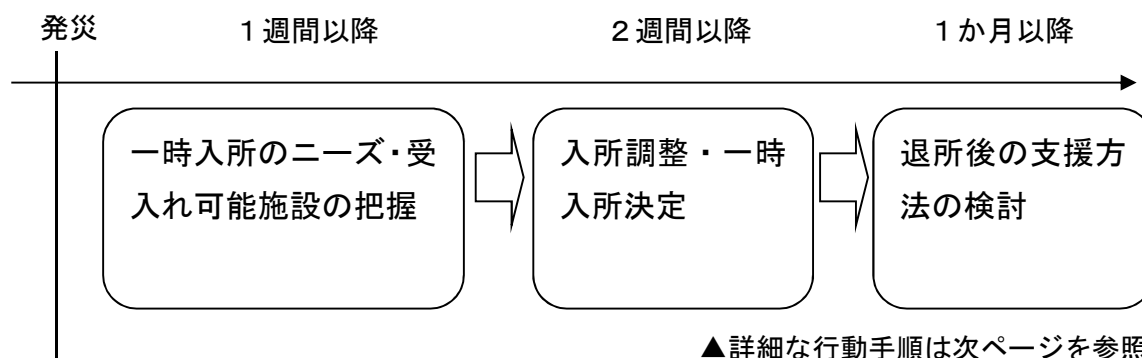 発災
１週間以降
２週間以降
１か月以降
一時入所のニーズ・受
入れ可能施設の把握
入所調整・一時
入所決定
退所後の支援方
法の検討
▲詳細な行動手順は次ページを参照